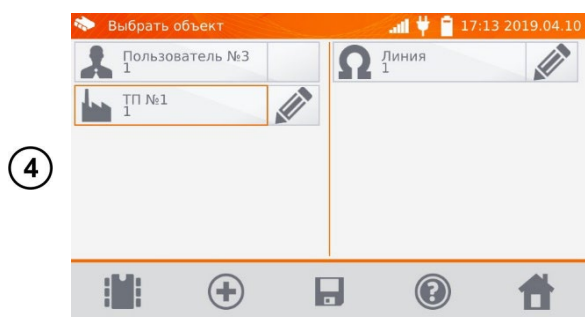 Выбрать объект
17:13 2019.04.10
Пользователь №3
1
Линия
1
ТП №1
1
4